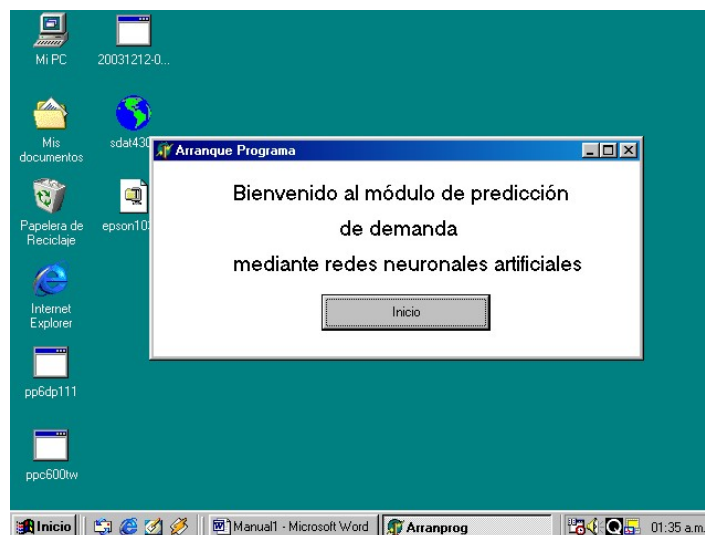 Mi PC
20031212-0...
Mis
documentos
sdat430
Papelera de
Reciclaje
epson10
Internet
Explorer
pp6dp111
ppc600tw
Arranque Programa
Bienvenido al módulo de predicción
de demanda
mediante redes neuronales artificiales
Inicio
Inicio
Manual1 - Microsoft Word
Arranprog
01:35 a.m.